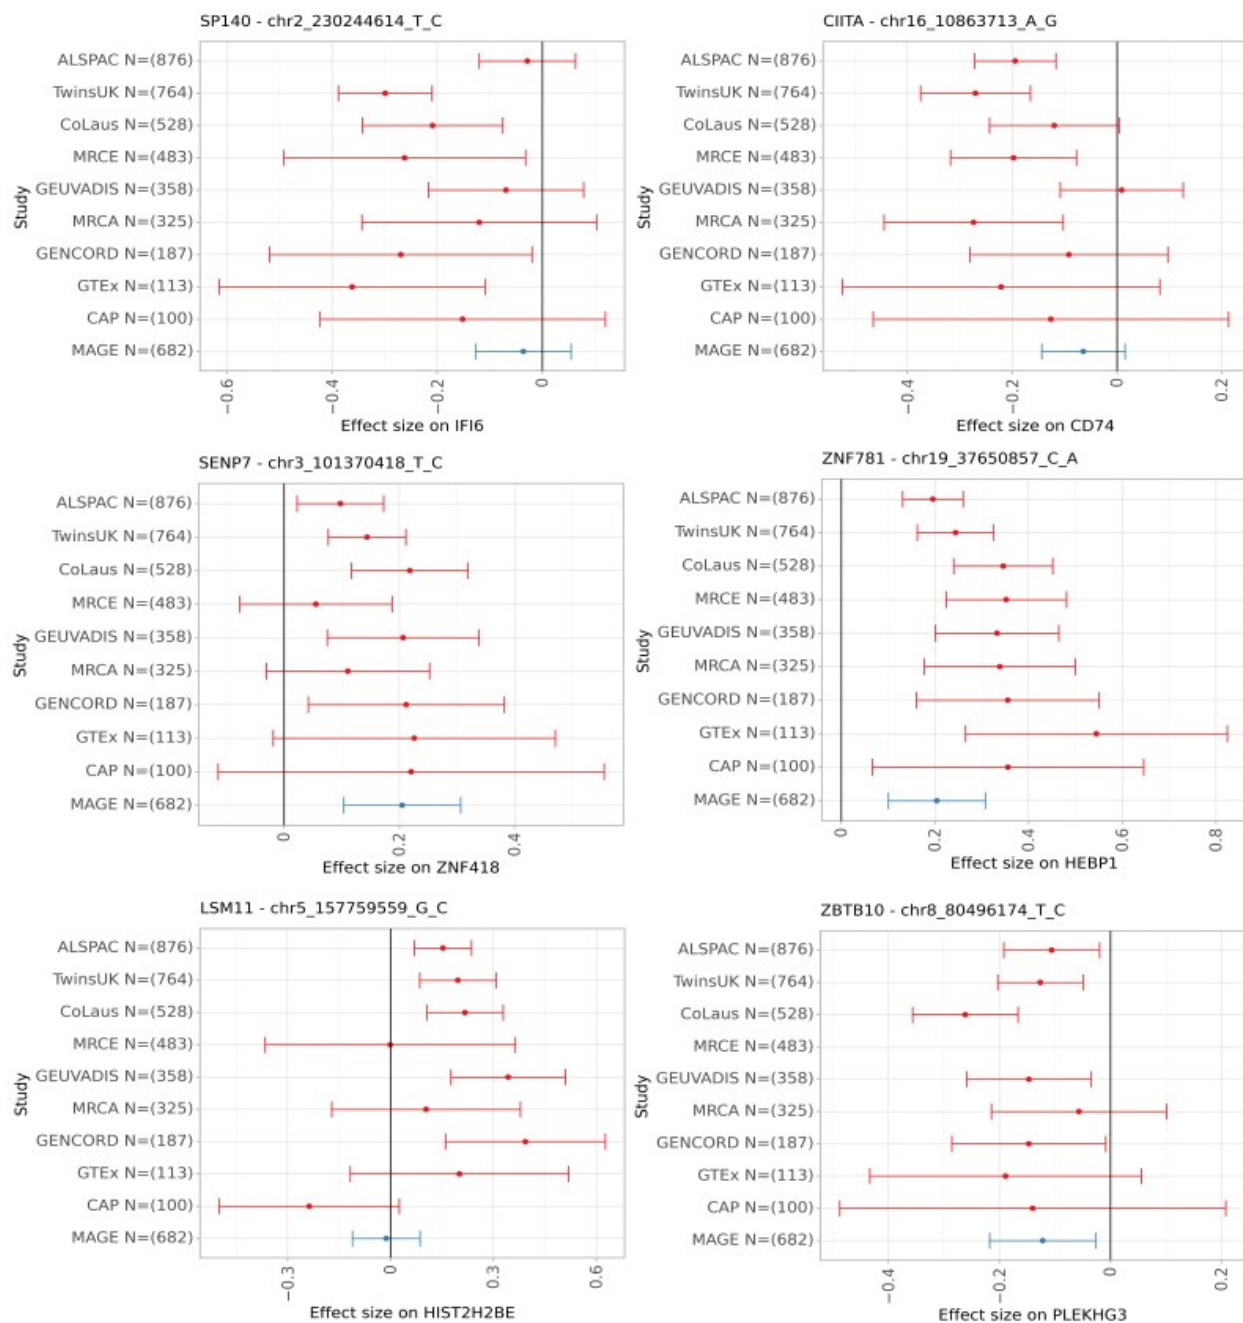 SP140 - chr2_230244614_T_C
Study
ALSPAC N=(876)
TwinsUK N=(764)
CoLaus N=(528)
MRCE N=(483)
GEUVADIS N=(358)
MRCA N=(325)
GENCORD N=(187)
GTEx N=(113)
CAP N=(100)
MAGE N=(682)
−0.6 −0.4 −0.2 0
Effect size on IFI6
CIITA - chr16_10863713_A_G
Study
ALSPAC N=(876)
TwinsUK N=(764)
CoLaus N=(528)
MRCE N=(483)
GEUVADIS N=(358)
MRCA N=(325)
GENCORD N=(187)
GTEx N=(113)
CAP N=(100)
MAGE N=(682)
−0.4 −0.2 0 0.2
Effect size on CD74
SENP7 - chr3_101370418_T_C
Study
ALSPAC N=(876)
TwinsUK N=(764)
CoLaus N=(528)
MRCE N=(483)
GEUVADIS N=(358)
MRCA N=(325)
GENCORD N=(187)
GTEx N=(113)
CAP N=(100)
MAGE N=(682)
0 0.2 0.4
Effect size on ZNF418
ZNF781 - chr19_37650857_C_A
Study
ALSPAC N=(876)
TwinsUK N=(764)
CoLaus N=(528)
MRCE N=(483)
GEUVADIS N=(358)
MRCA N=(325)
GENCORD N=(187)
GTEx N=(113)
CAP N=(100)
MAGE N=(682)
0 0.2 0.4 0.6 0.8
Effect size on HEBP1
LSM11 - chr5_157759559_G_C
Study
ALSPAC N=(876)
TwinsUK N=(764)
CoLaus N=(528)
MRCE N=(483)
GEUVADIS N=(358)
MRCA N=(325)
GENCORD N=(187)
GTEx N=(113)
CAP N=(100)
MAGE N=(682)
−0.3 0 0.3 0.6
Effect size on HIST2H2BE
ZBTB10 - chr8_80496174_T_C
Study
ALSPAC N=(876)
TwinsUK N=(764)
CoLaus N=(528)
MRCE N=(483)
GEUVADIS N=(358)
MRCA N=(325)
GENCORD N=(187)
GTEx N=(113)
CAP N=(100)
MAGE N=(682)
−0.4 −0.2 0 0.2
Effect size on PLEKHG3